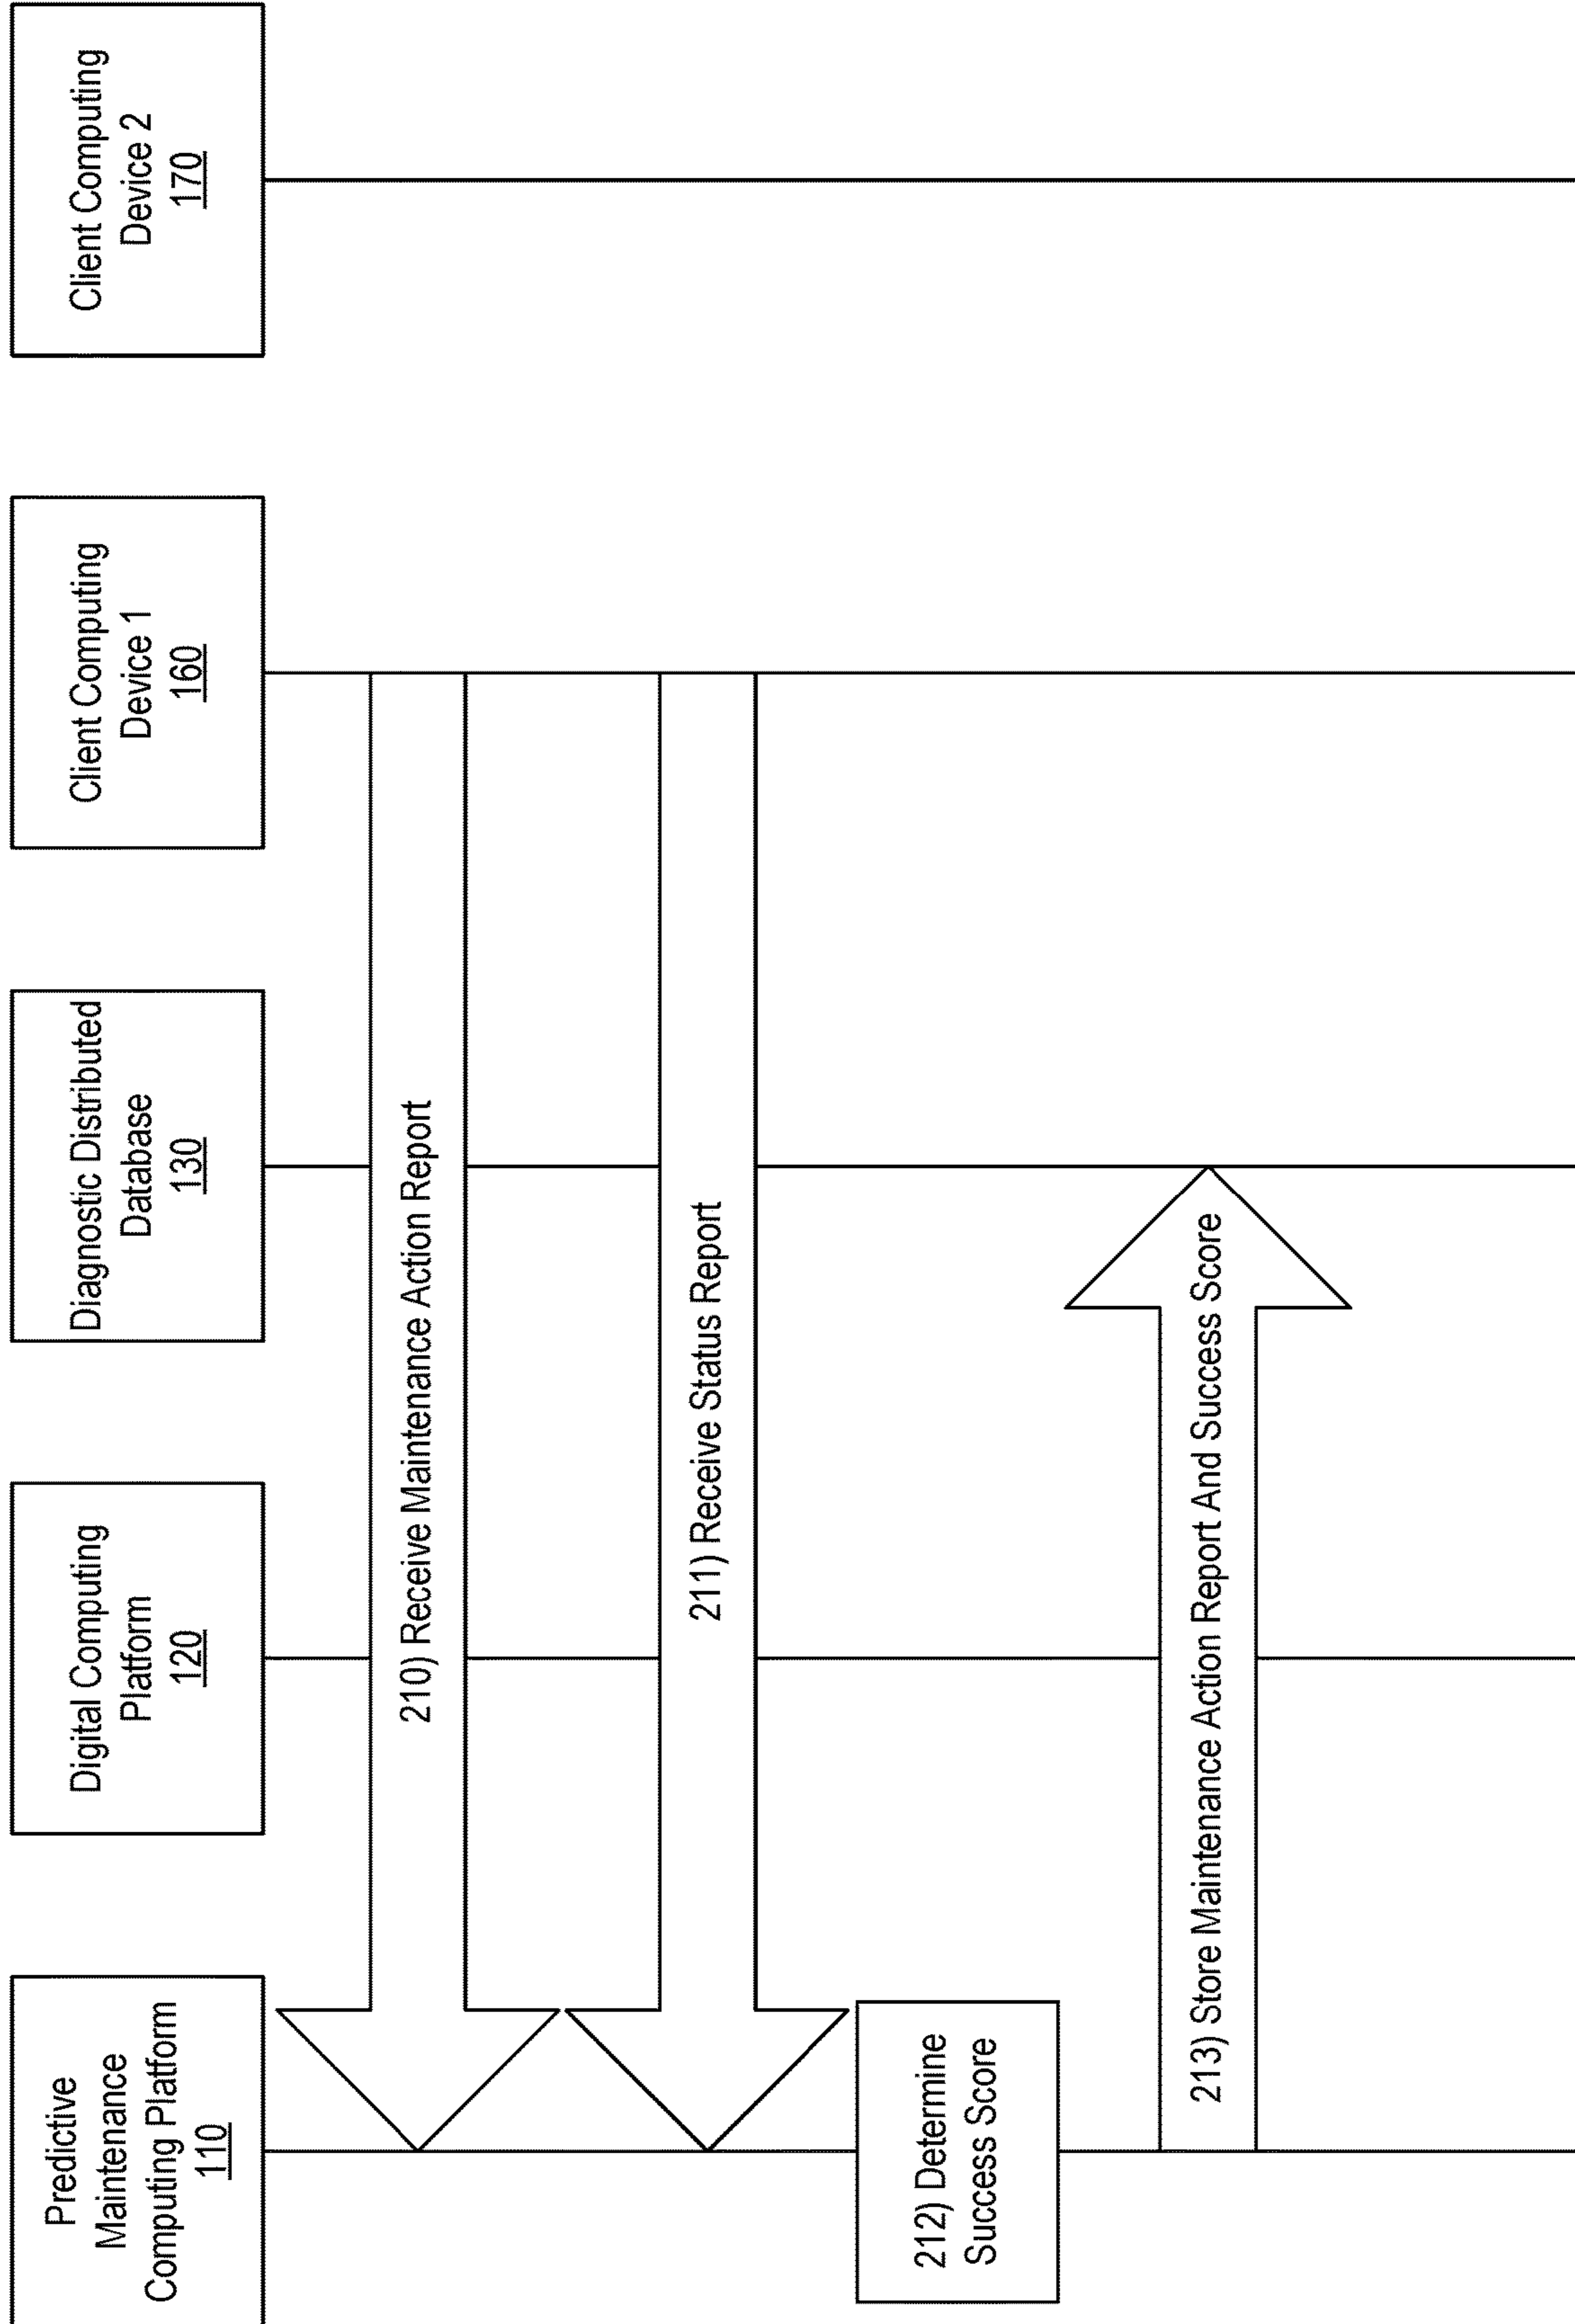 Predictive
Maintenance
Computing Platform
110
Digital Computing
Platform
120
Diagnostic Distributed
Database
130
Client Computing
Device 1
160
Client Computing
Device 2
170
210) Receive Maintenance Action Report
211) Receive Status Report
212) Determine
Success Score
213) Store Maintenance Action Report And Success Score